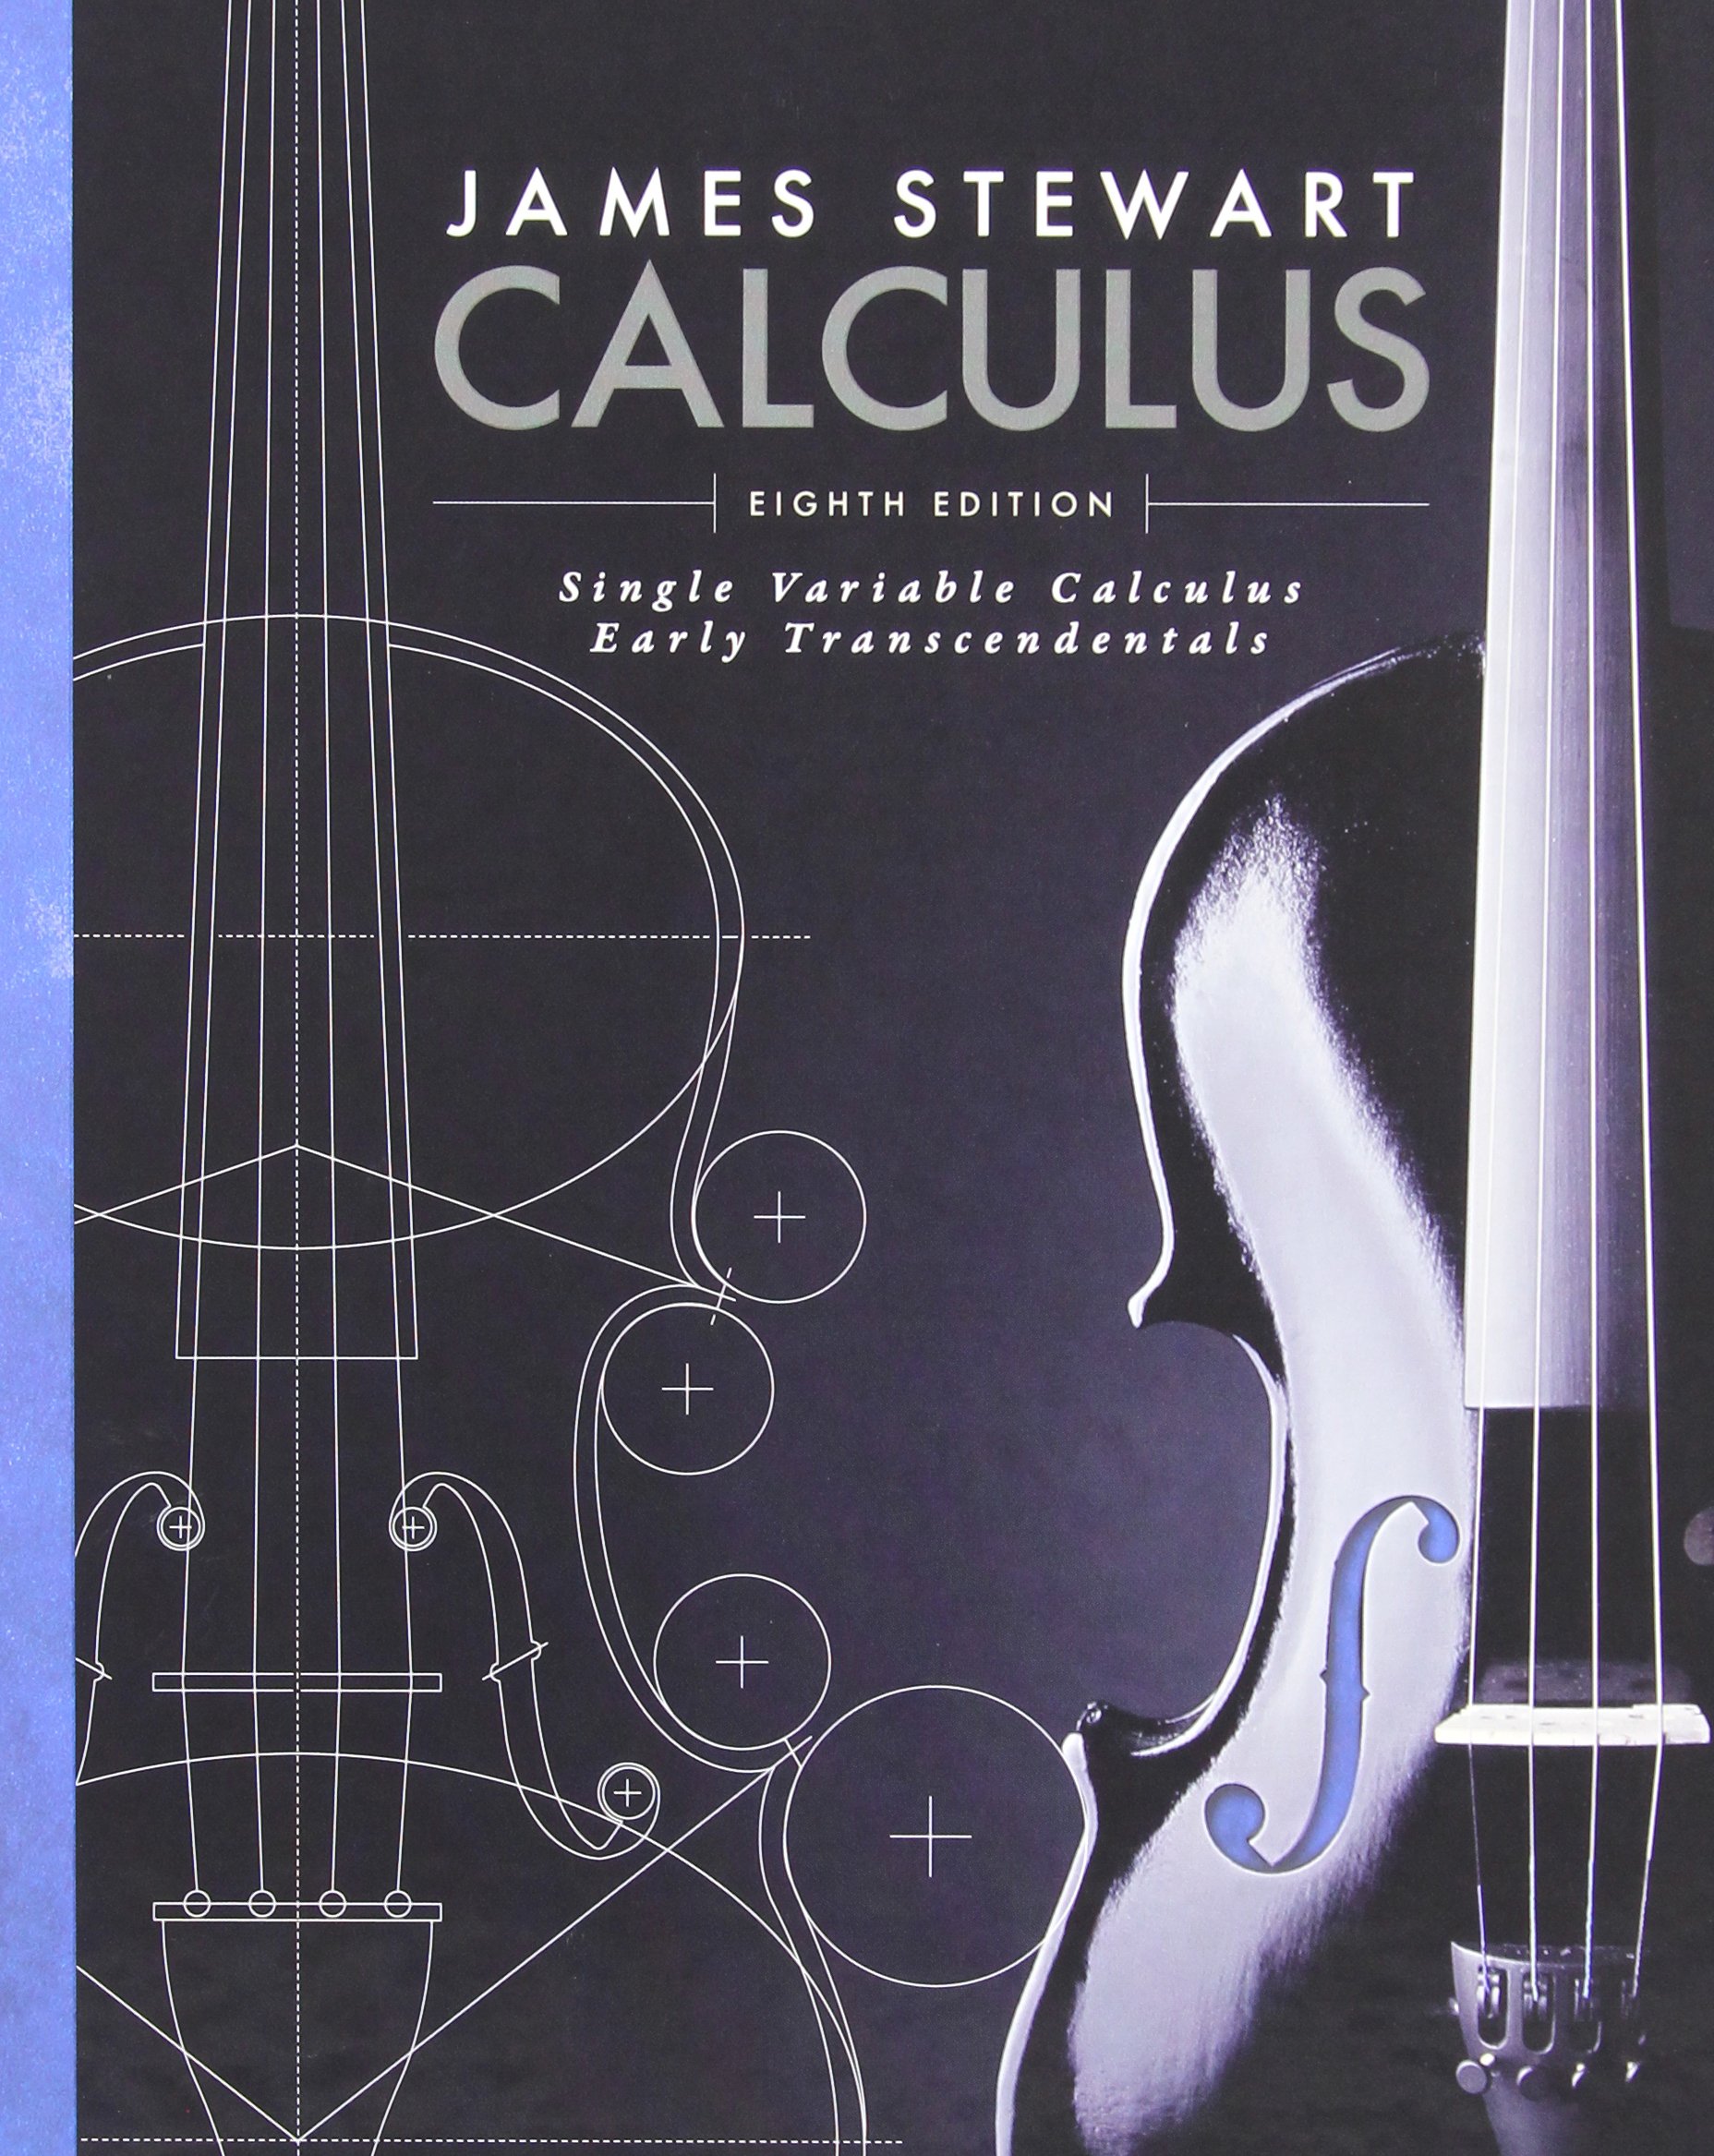 JAMES STEWART
CALCULUS
EIGHTH EDITION
Single Variable Calculus
Early Transcendentals